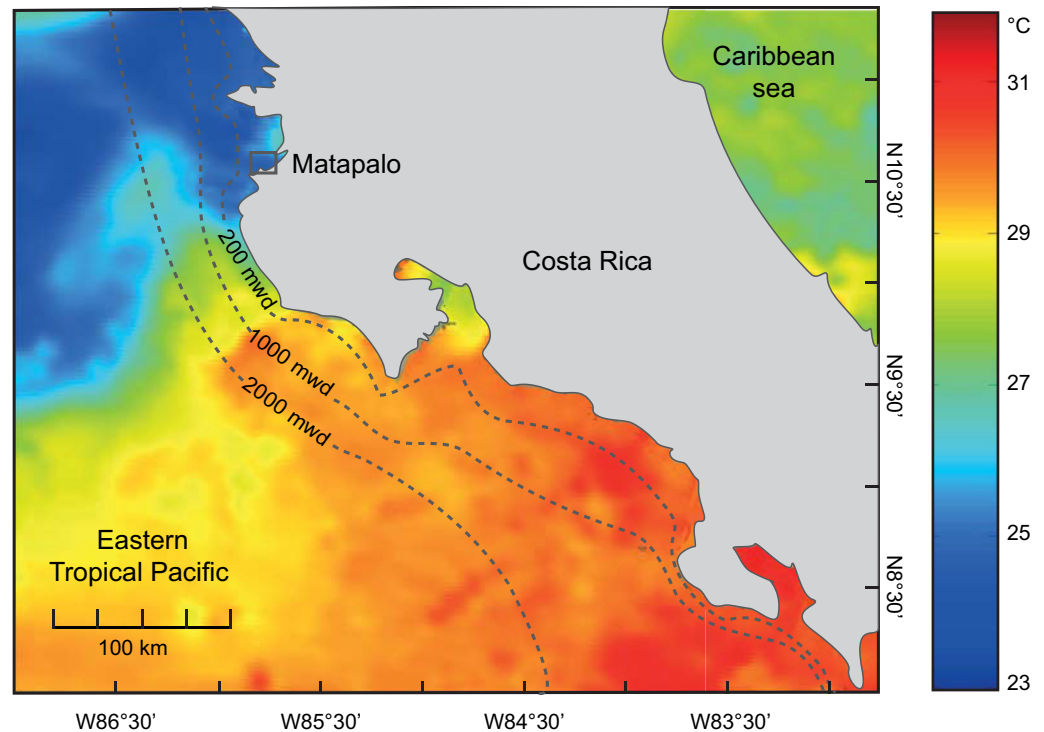 °C
Caribbean
sea
31
Matapalo
N10°30'
200 mwd
29
Costa Rica
1000 mwd
N9°30'
27
2000 mwd
Eastern
Tropical Pacific
25
N8°30'
100 km
23
W86°30'
W85°30'
W84°30'
W83°30'